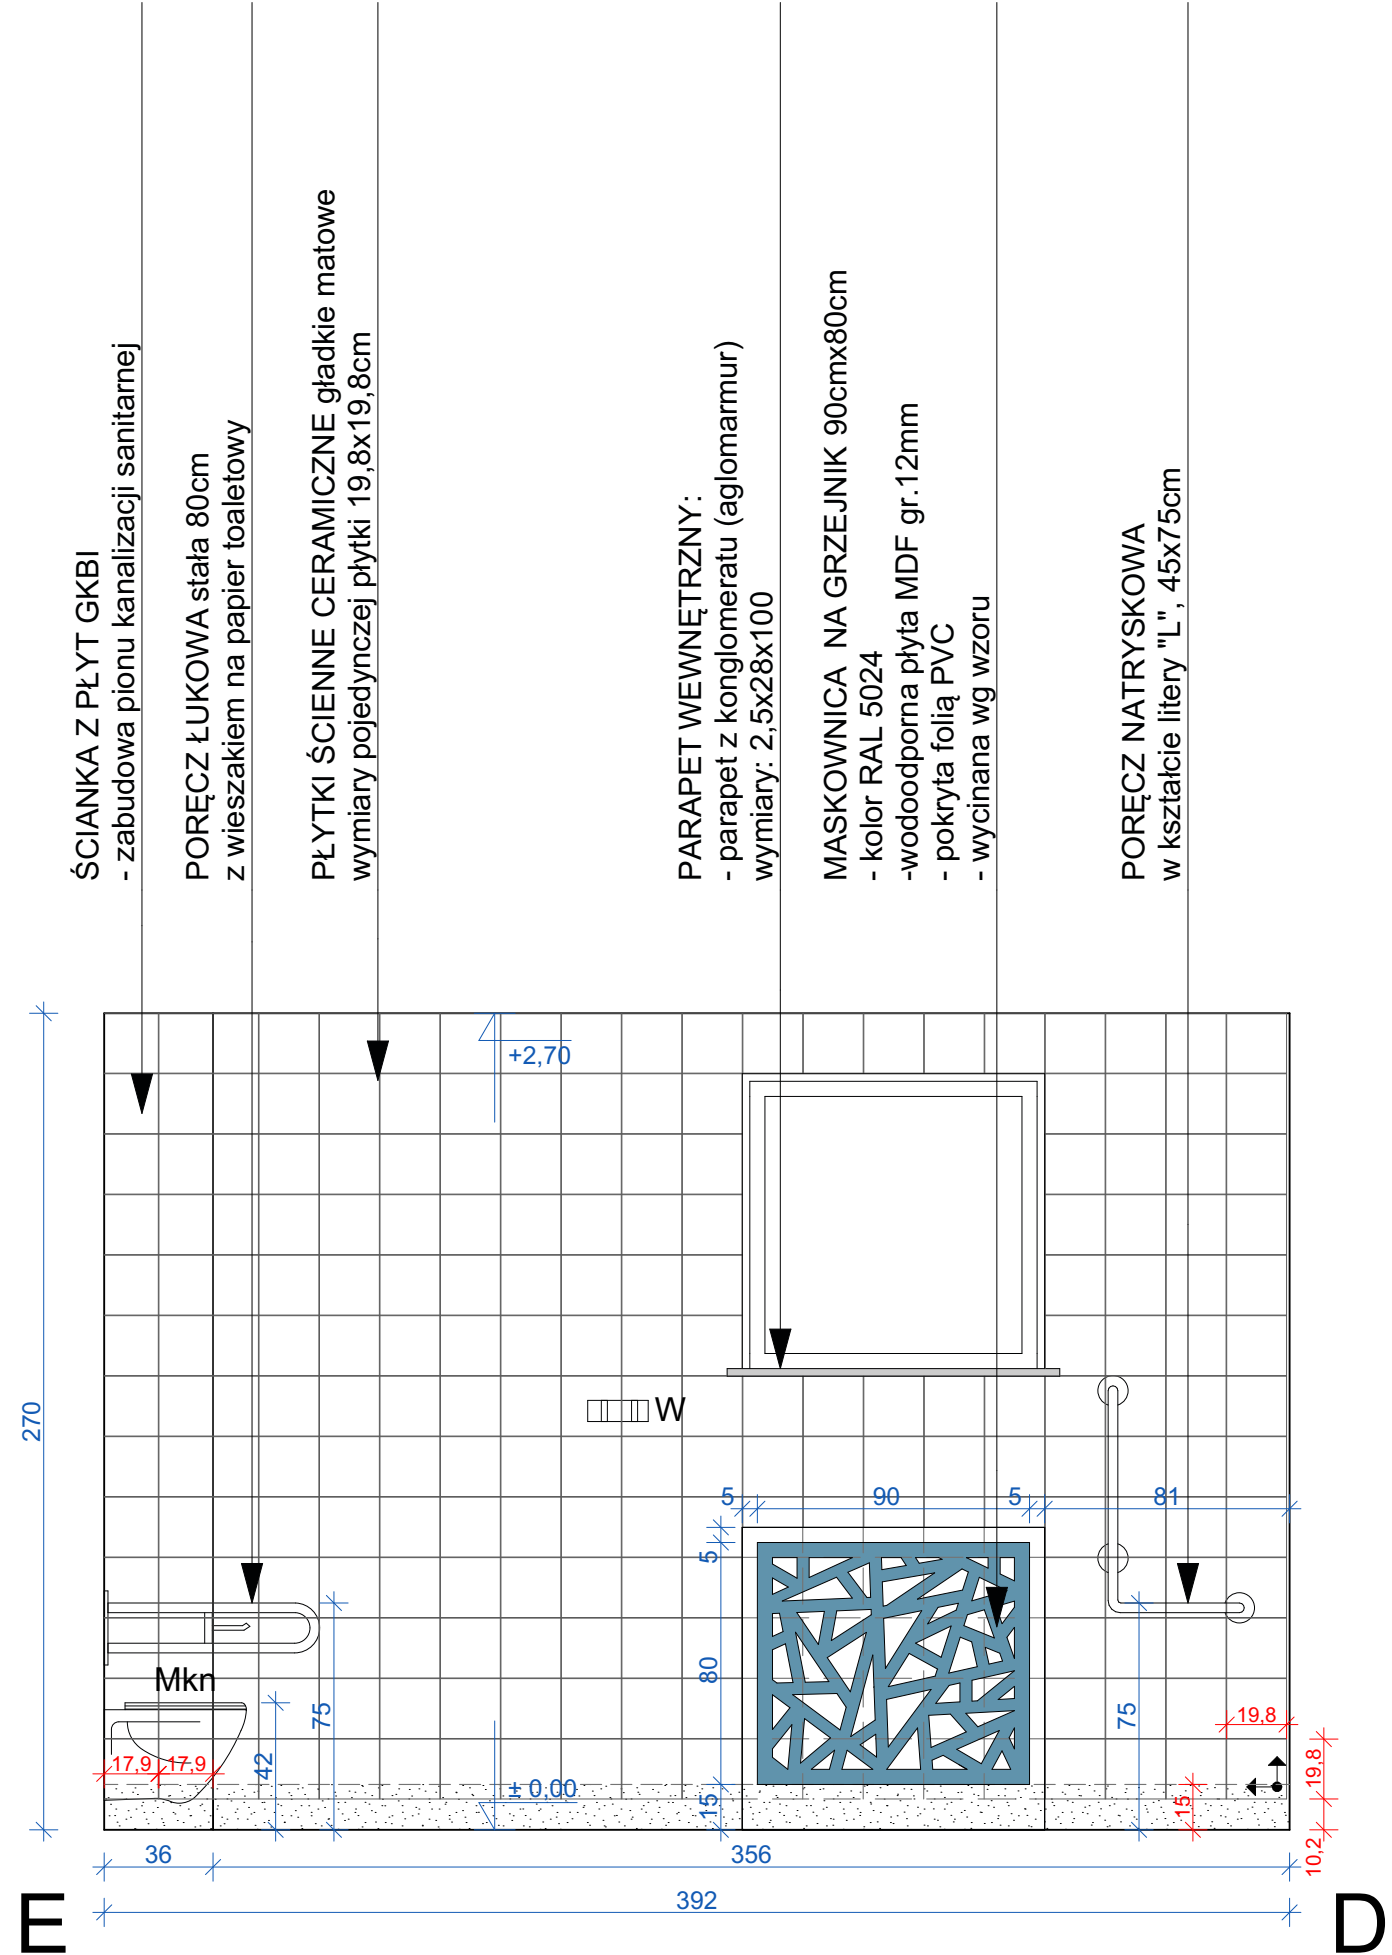 ŚCIANKA Z PŁYT GKBI
- zabudowa pionu kanalizacji sanitarnej
PORĘCZ ŁUKOWA stała 80cm
z wieszakiem na papier toaletowy
PŁYTKI ŚCIENNE CERAMICZNE gładkie matowe
wymiary pojedynczej płytki 19,8x19,8cm
PARAPET WEWNĘTRZNY:
- parapet z konglomeratu (aglomarmur)
wymiary: 2,5x28x100
MASKOWNICA NA GRZEJNIK 90cmx80cm
- kolor RAL 5024
-wodoodporna płyta MDF gr.12mm
- pokryta folią PVC
- wycinana wg wzoru
PORĘCZ NATRYSKOWA
w kształcie litery "L", 45x75cm
+2,70
270
W
5
90
5
81
5
80
15
Mkn
75
42
17,9
17,9
± 0,00
75
19,8
19,8
15
10,2
36
356
392
E
D